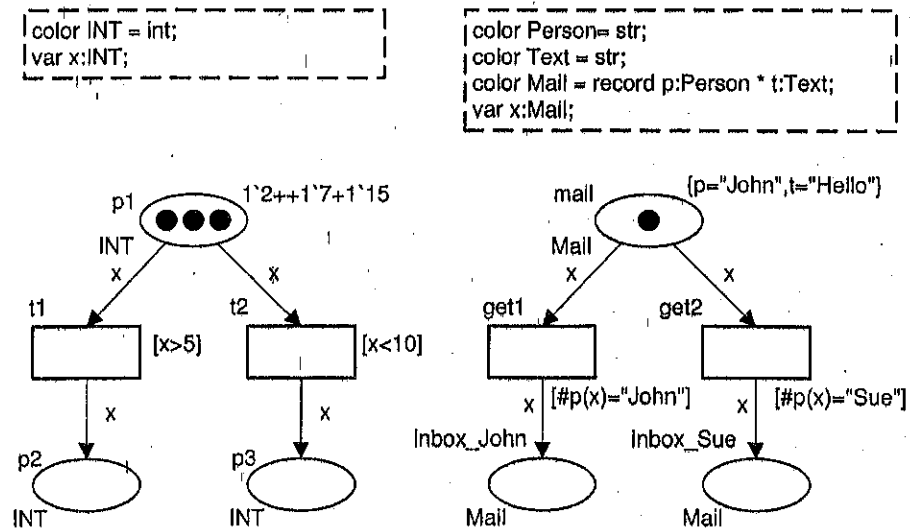 color INT = int;
var x:INT;
color Person= str;
color Text = str;
color Mail = record p:Person * t:Text;
var x:Mail;
p1
1`2++1`7+1`15
INT
x
x
t1
t2
[x>5]
[x<10]
x
x
p2
p3
INT
INT
mail
{p="John",t="Hello"}
Mail
x
x
get1
get2
x
[#p(x)="John"]
x
[#p(x)="Sue"]
Inbox_John
Inbox_Sue
Mail
Mail